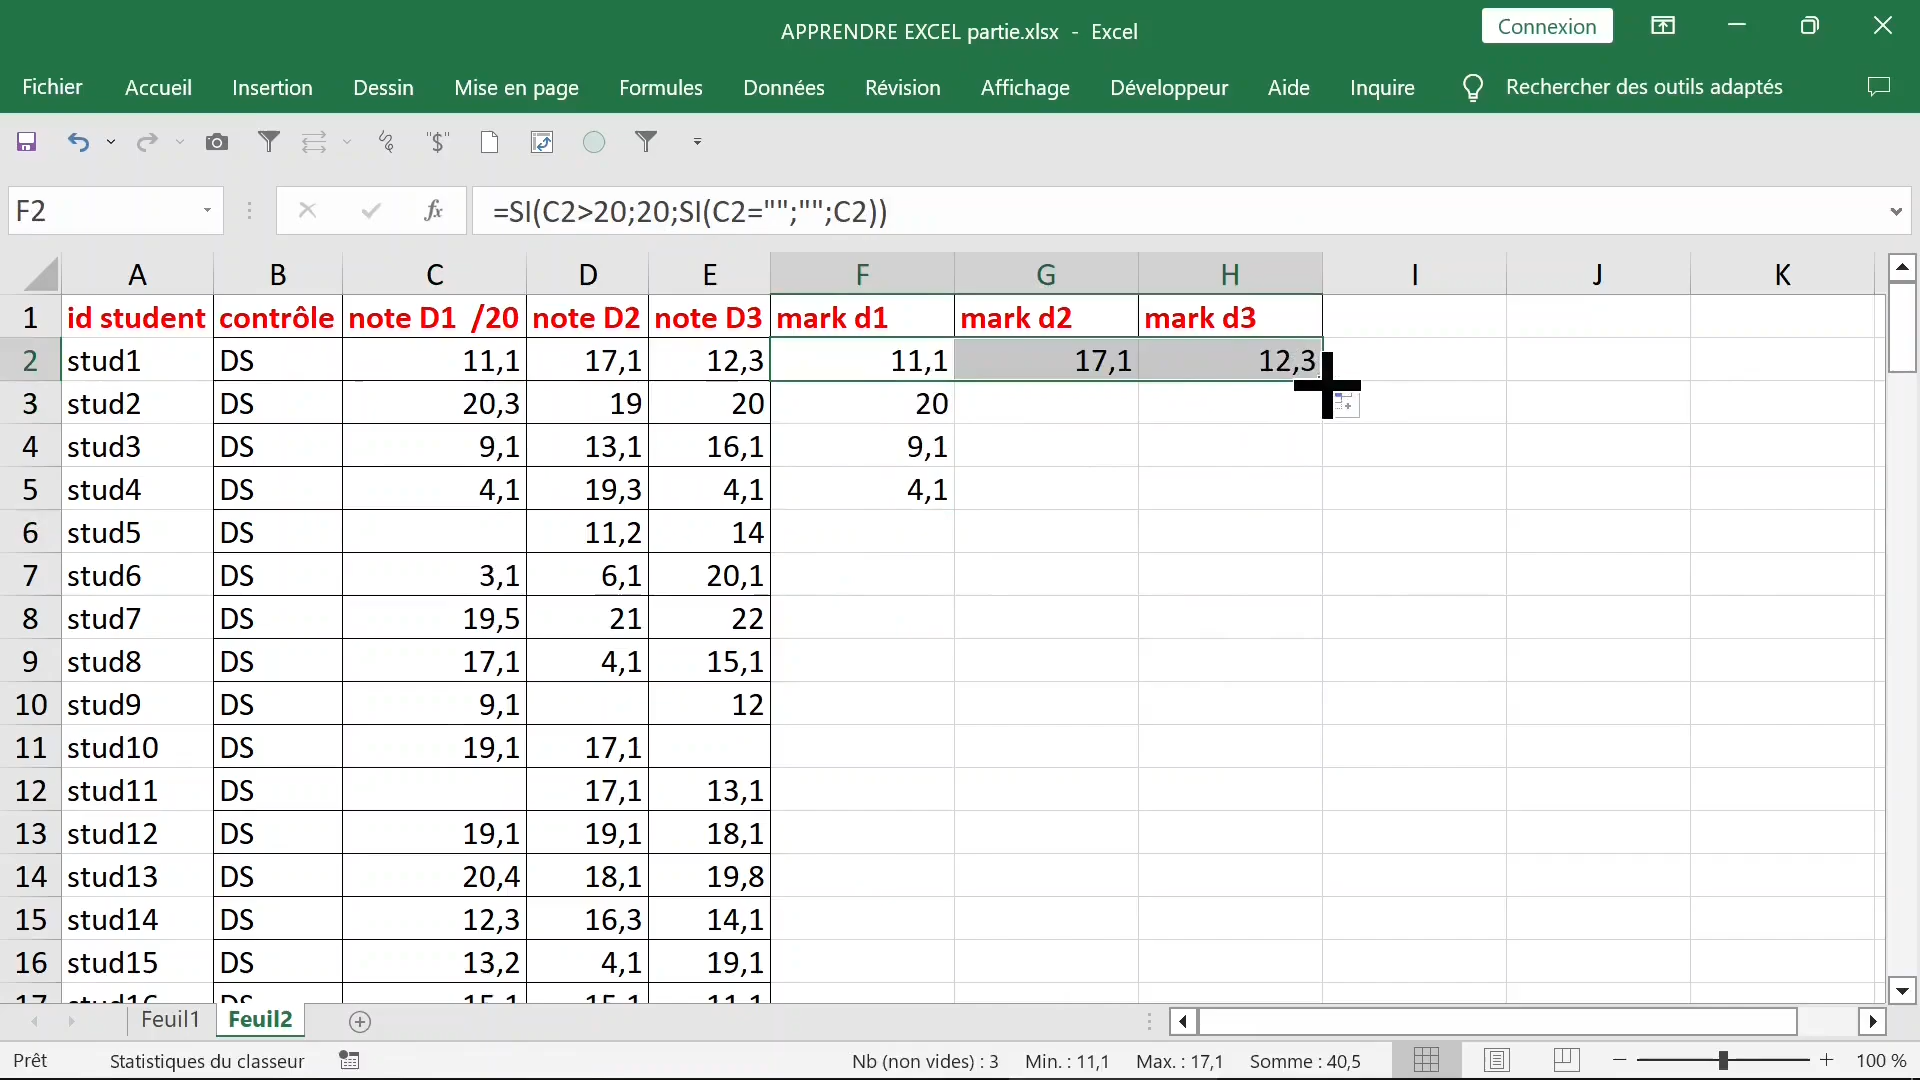 APPRENDRE EXCEL partie.xlsx - Excel
Connexion
Fichier Accueil Insertion Dessin Mise en page Formules Données Révision Affichage Développeur Aide Inquire Rechercher des outils adaptés
"$"
F2 fx =SI(C2>20;20;SI(C2="";"";C2))
A B C D E F G H I J K
1 id student contrôle note D1 /20 note D2 note D3 mark d1 mark d2 mark d3
2 stud1 DS 11,1 17,1 12,3 11,1 17,1 12,3
3 stud2 DS 20,3 19 20 20
4 stud3 DS 9,1 13,1 16,1 9,1
5 stud4 DS 4,1 19,3 4,1 4,1
6 stud5 DS 11,2 14
7 stud6 DS 3,1 6,1 20,1
8 stud7 DS 19,5 21 22
9 stud8 DS 17,1 4,1 15,1
10 stud9 DS 9,1 12
11 stud10 DS 19,1 17,1
12 stud11 DS 17,1 13,1
13 stud12 DS 19,1 19,1 18,1
14 stud13 DS 20,4 18,1 19,8
15 stud14 DS 12,3 16,3 14,1
16 stud15 DS 13,2 4,1 19,1
17 stud16 DS 15,1 15,1 11,1
Feuil1 Feuil2
Prêt Statistiques du classeur Nb (non vides) : 3 Min. : 11,1 Max. : 17,1 Somme : 40,5 100 %